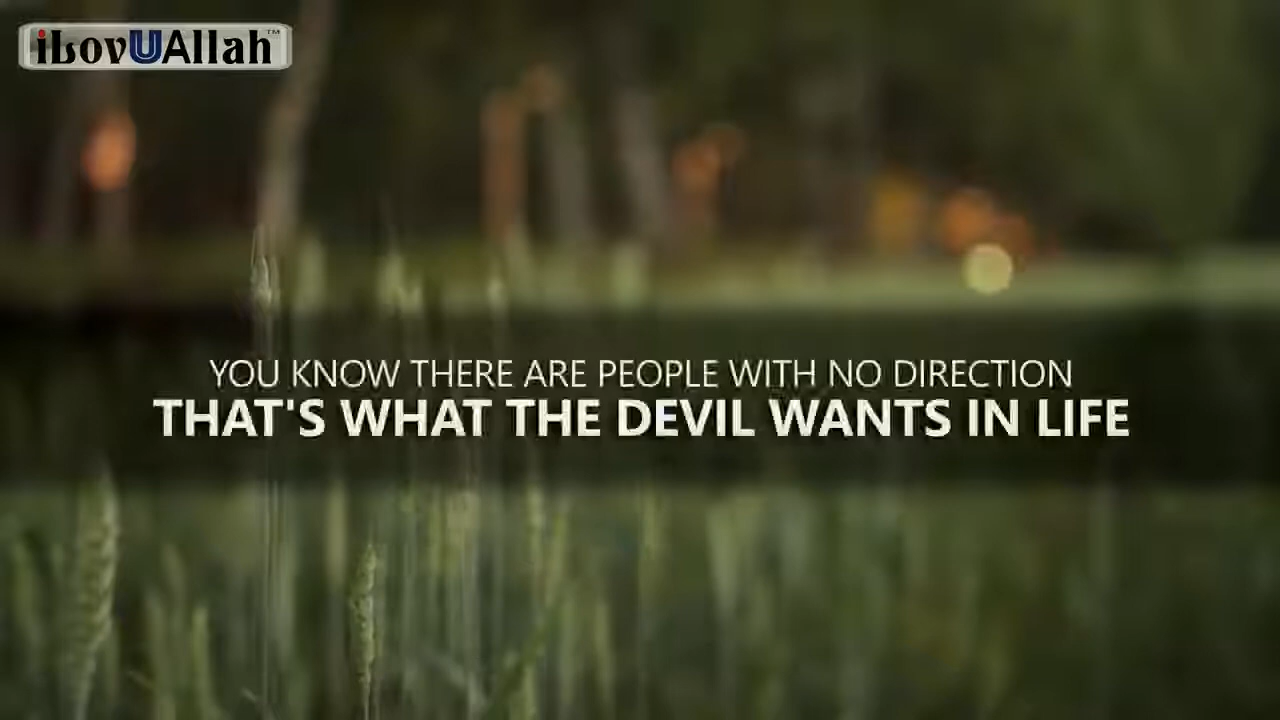 iLovUAllah™
YOU KNOW THERE ARE PEOPLE WITH NO DIRECTION
THAT'S WHAT THE DEVIL WANTS IN LIFE